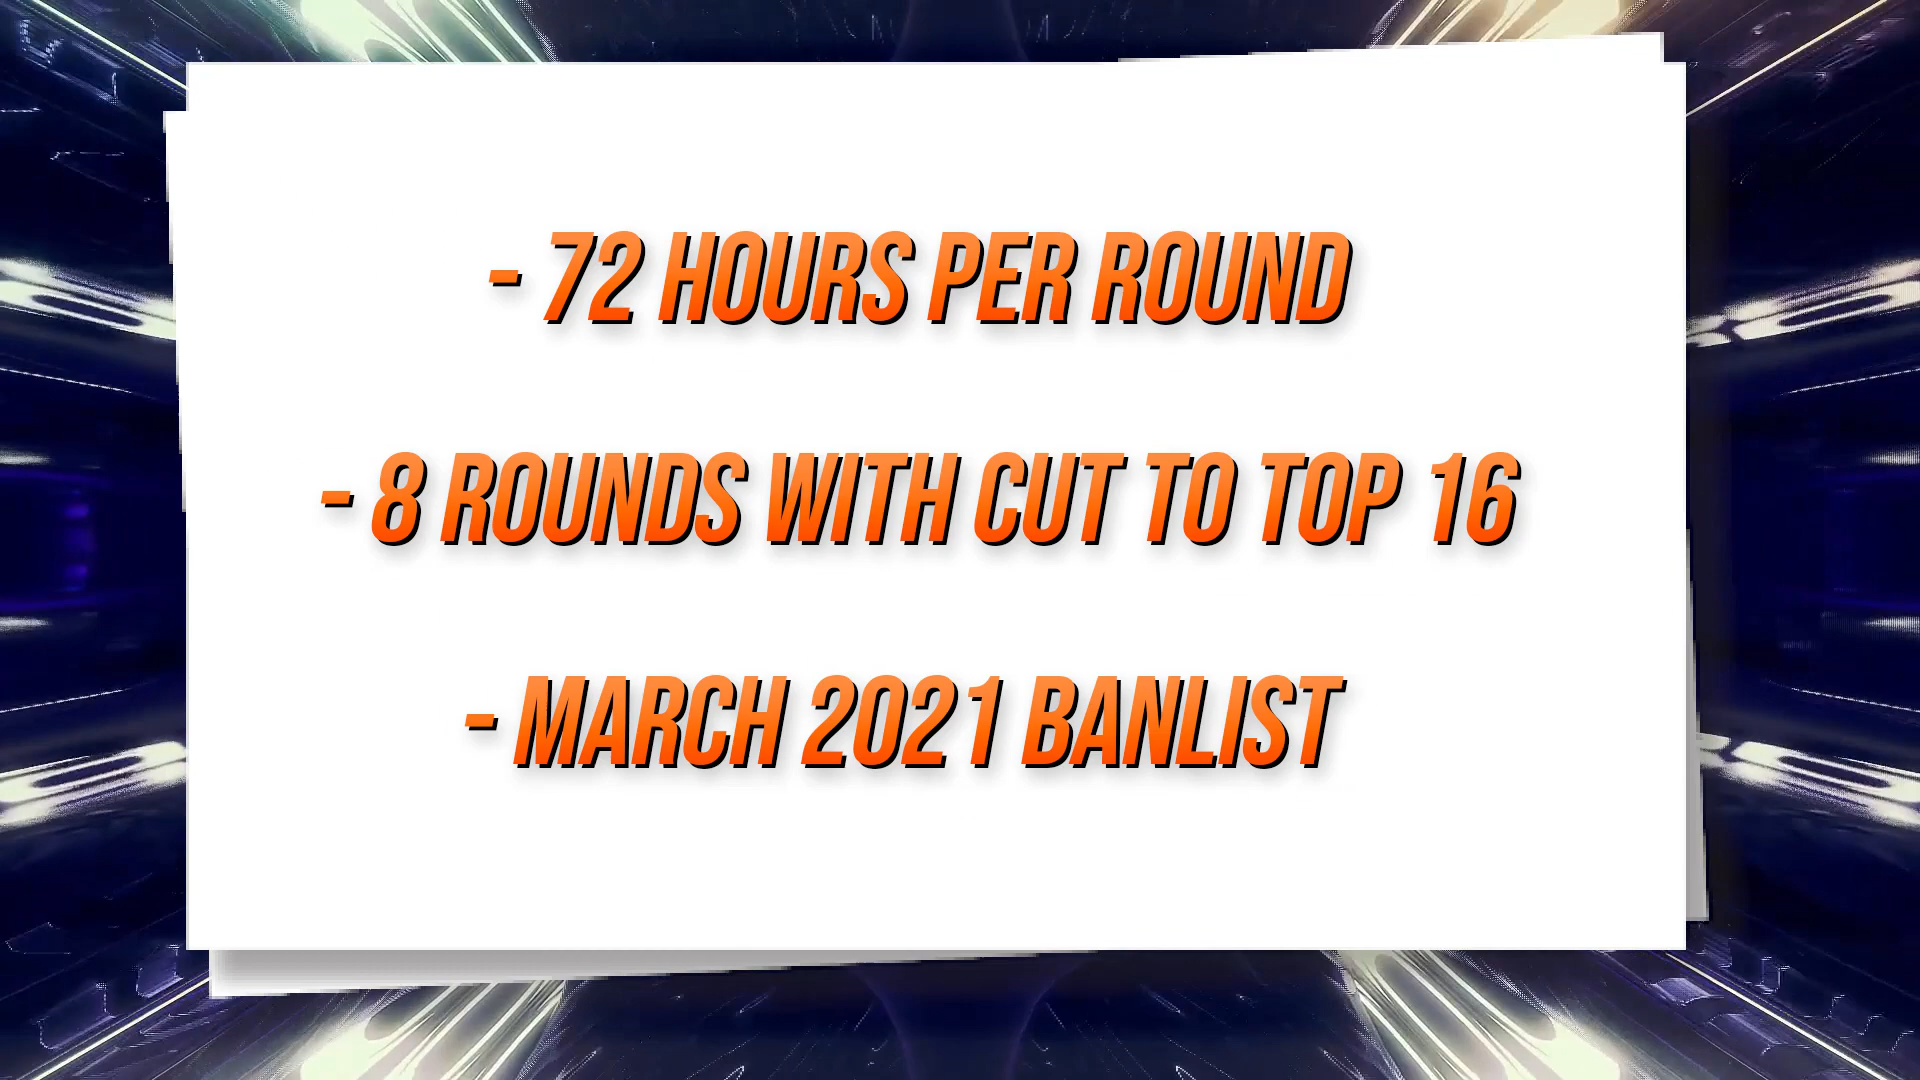 - 72 HOURS PER ROUND
- 8 ROUNDS WITH CUT TO TOP 16
- MARCH 2021 BANLIST